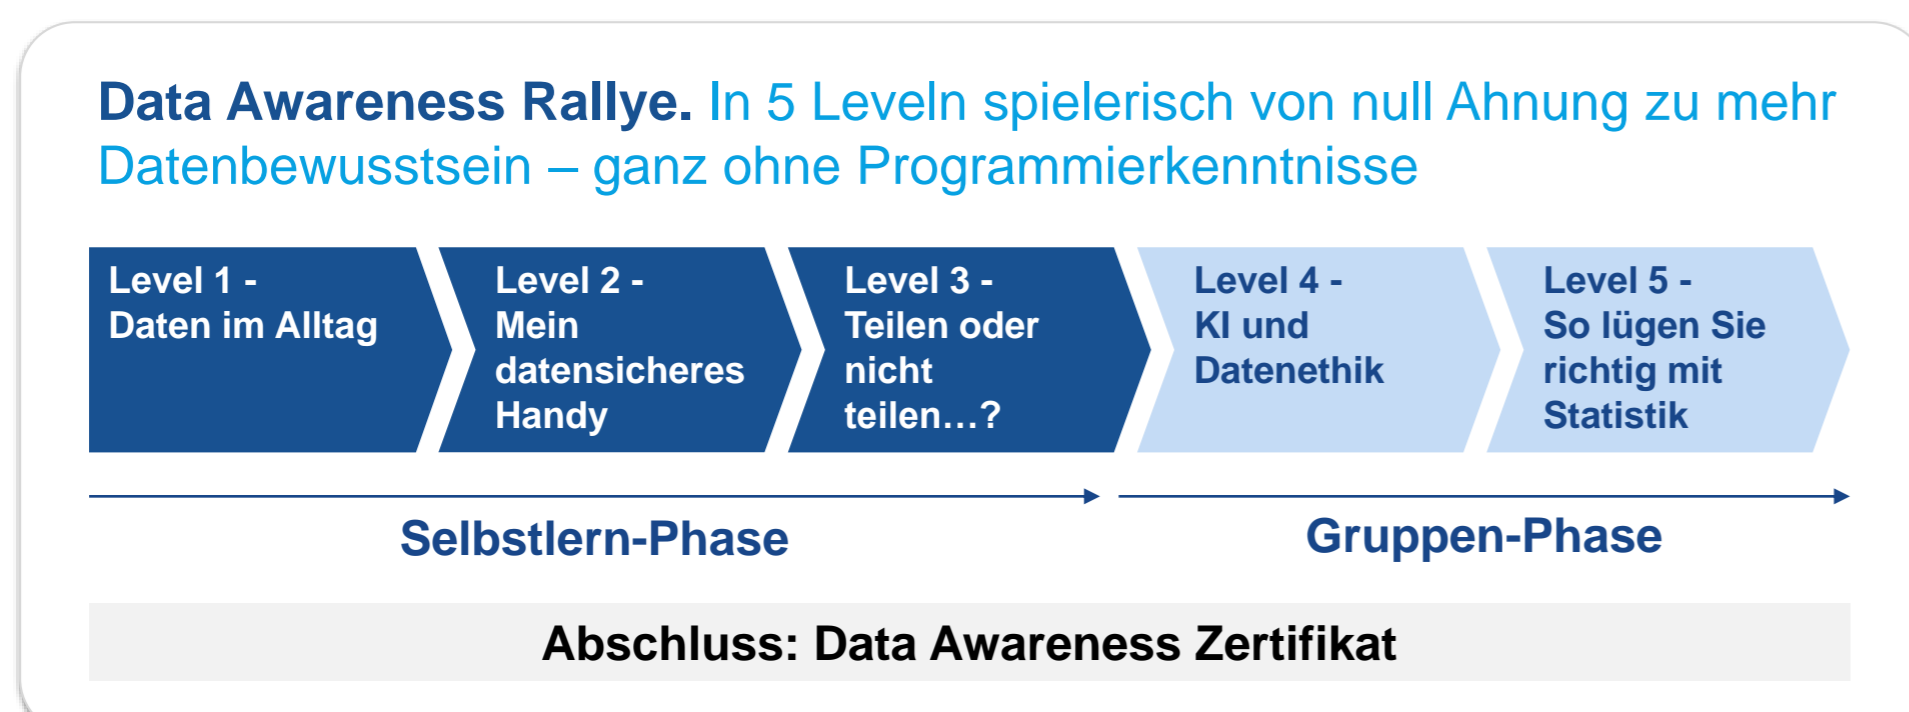 Data Awareness Rallye. In 5 Leveln spielerisch von null Ahnung zu mehr
Datenbewusstsein – ganz ohne Programmierkenntnisse
Level 1 -
Daten im Alltag
Level 2 -
Mein
datensicheres
Handy
Level 3 -
Teilen oder
nicht
teilen…?
Level 4 -
KI und
Datenethik
Level 5 -
So lügen Sie
richtig mit
Statistik
Selbstlern-Phase
Gruppen-Phase
Abschluss: Data Awareness Zertifikat